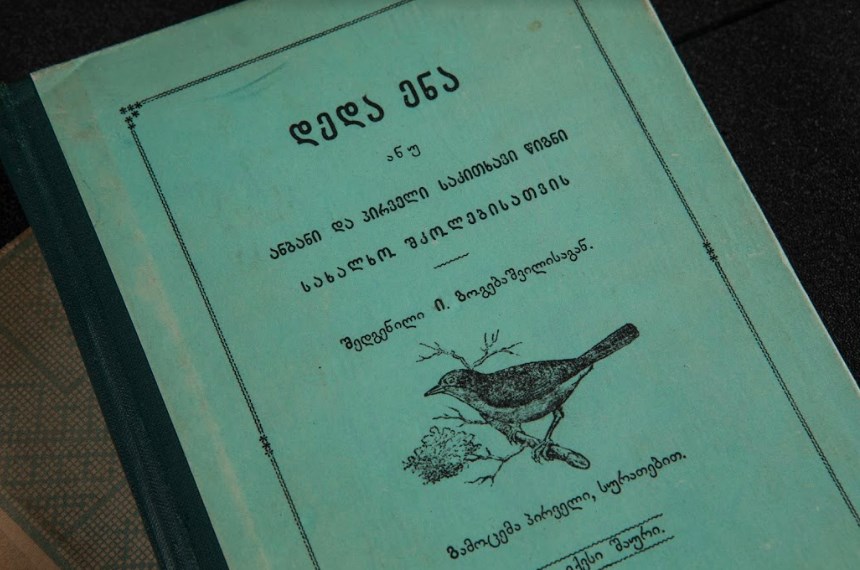 დედა ენა
ანუ
ანბანი და პირველი საკითხავი წიგნი
სახალხო შკოლებისათვის
შედგენილი ი. გოგებაშვილისაგან.
გამოცემა პირველი, სურათებით.
შაური.